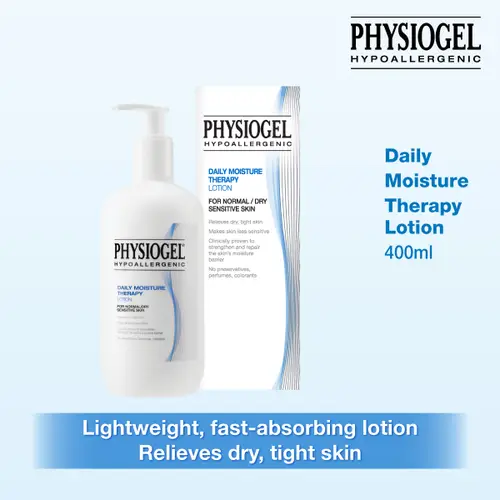 PHYSIOGEL
HYPOALLERGENIC
PHYSIOGEL
HYPOALLERGENIC
DAILY MOISTURE
THERAPY
LOTION
FOR NORMAL / DRY
SENSITIVE SKIN
Relieves dry, tight skin
Makes skin less sensitive
Clinically proven to
strengthen and repair
the skin's moisture
barrier
No preservatives,
perfumes, colorants
PHYSIOGEL
HYPOALLERGENIC
DAILY MOISTURE
THERAPY
LOTION
FOR NORMAL/DRY
SENSITIVE SKIN
Daily
Moisture
Therapy
Lotion
400ml
Lightweight, fast-absorbing lotion
Relieves dry, tight skin